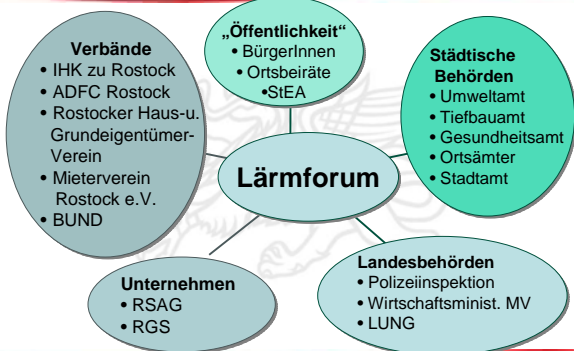 Verbände
• IHK zu Rostock
• ADFC Rostock
• Rostocker Haus-u.
Grundeigentümer-
Verein
• Mieterverein
Rostock e.V.
• BUND
„Öffentlichkeit“
• BürgerInnen
• Ortsbeiräte
•StEA
Städtische
Behörden
• Umweltamt
• Tiefbauamt
• Gesundheitsamt
• Ortsämter
• Stadtamt
Lärmforum
Unternehmen
• RSAG
• RGS
Landesbehörden
• Polizeiinspektion
• Wirtschaftsminist. MV
• LUNG